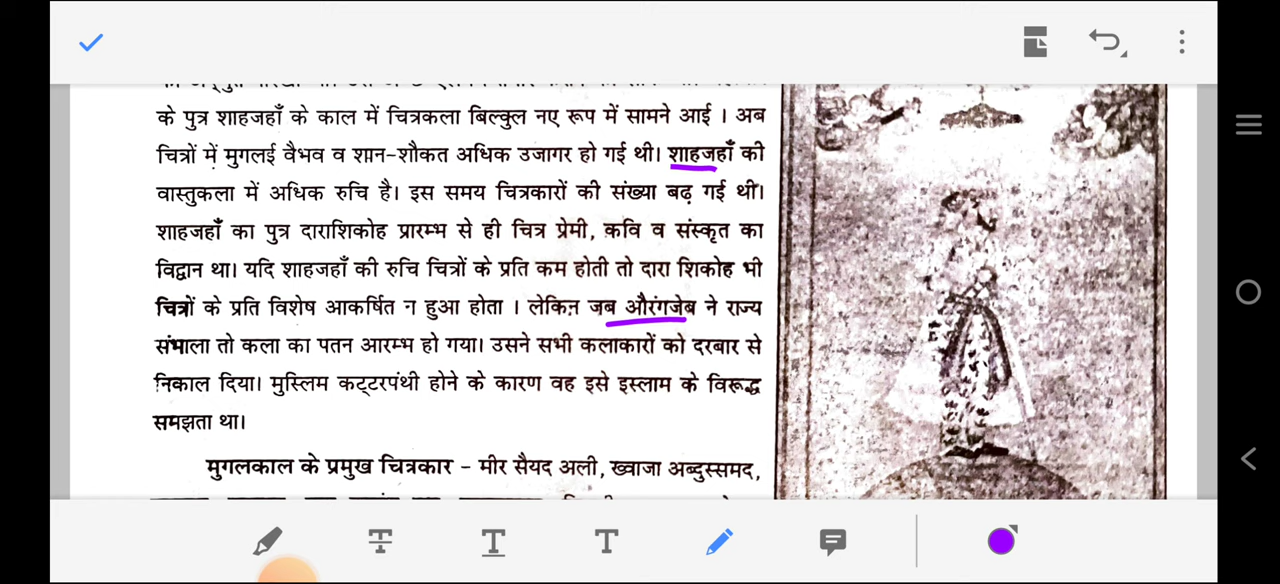 के पुत्र शाहजहाँ के काल में चित्रकला बिल्कुल नए रूप में सामने आई । अब
चित्रों में मुगलई वैभव व शान-शौकत अधिक उजागर हो गई थी। शाहजहाँ की
वास्तुकला में अधिक रुचि है। इस समय चित्रकारों की संख्या बढ़ गई थी।
शाहजहाँ का पुत्र दाराशिकोह प्रारम्भ से ही चित्र प्रेमी, कवि व संस्कृत का
विद्वान था। यदि शाहजहाँ की रुचि चित्रों के प्रति कम होती तो दारा शिकोह भी
चित्रों के प्रति विशेष आकर्षित न हुआ होता । लेकिन जब औरंगजेब ने राज्य
संभाला तो कला का पतन आरम्भ हो गया। उसने सभी कलाकारों को दरबार से
निकाल दिया। मुस्लिम कट्टरपंथी होने के कारण वह इसे इस्लाम के विरूद्ध
समझता था।
मुगलकाल के प्रमुख चित्रकार - मीर सैयद अली, ख्वाजा अब्दुस्समद,